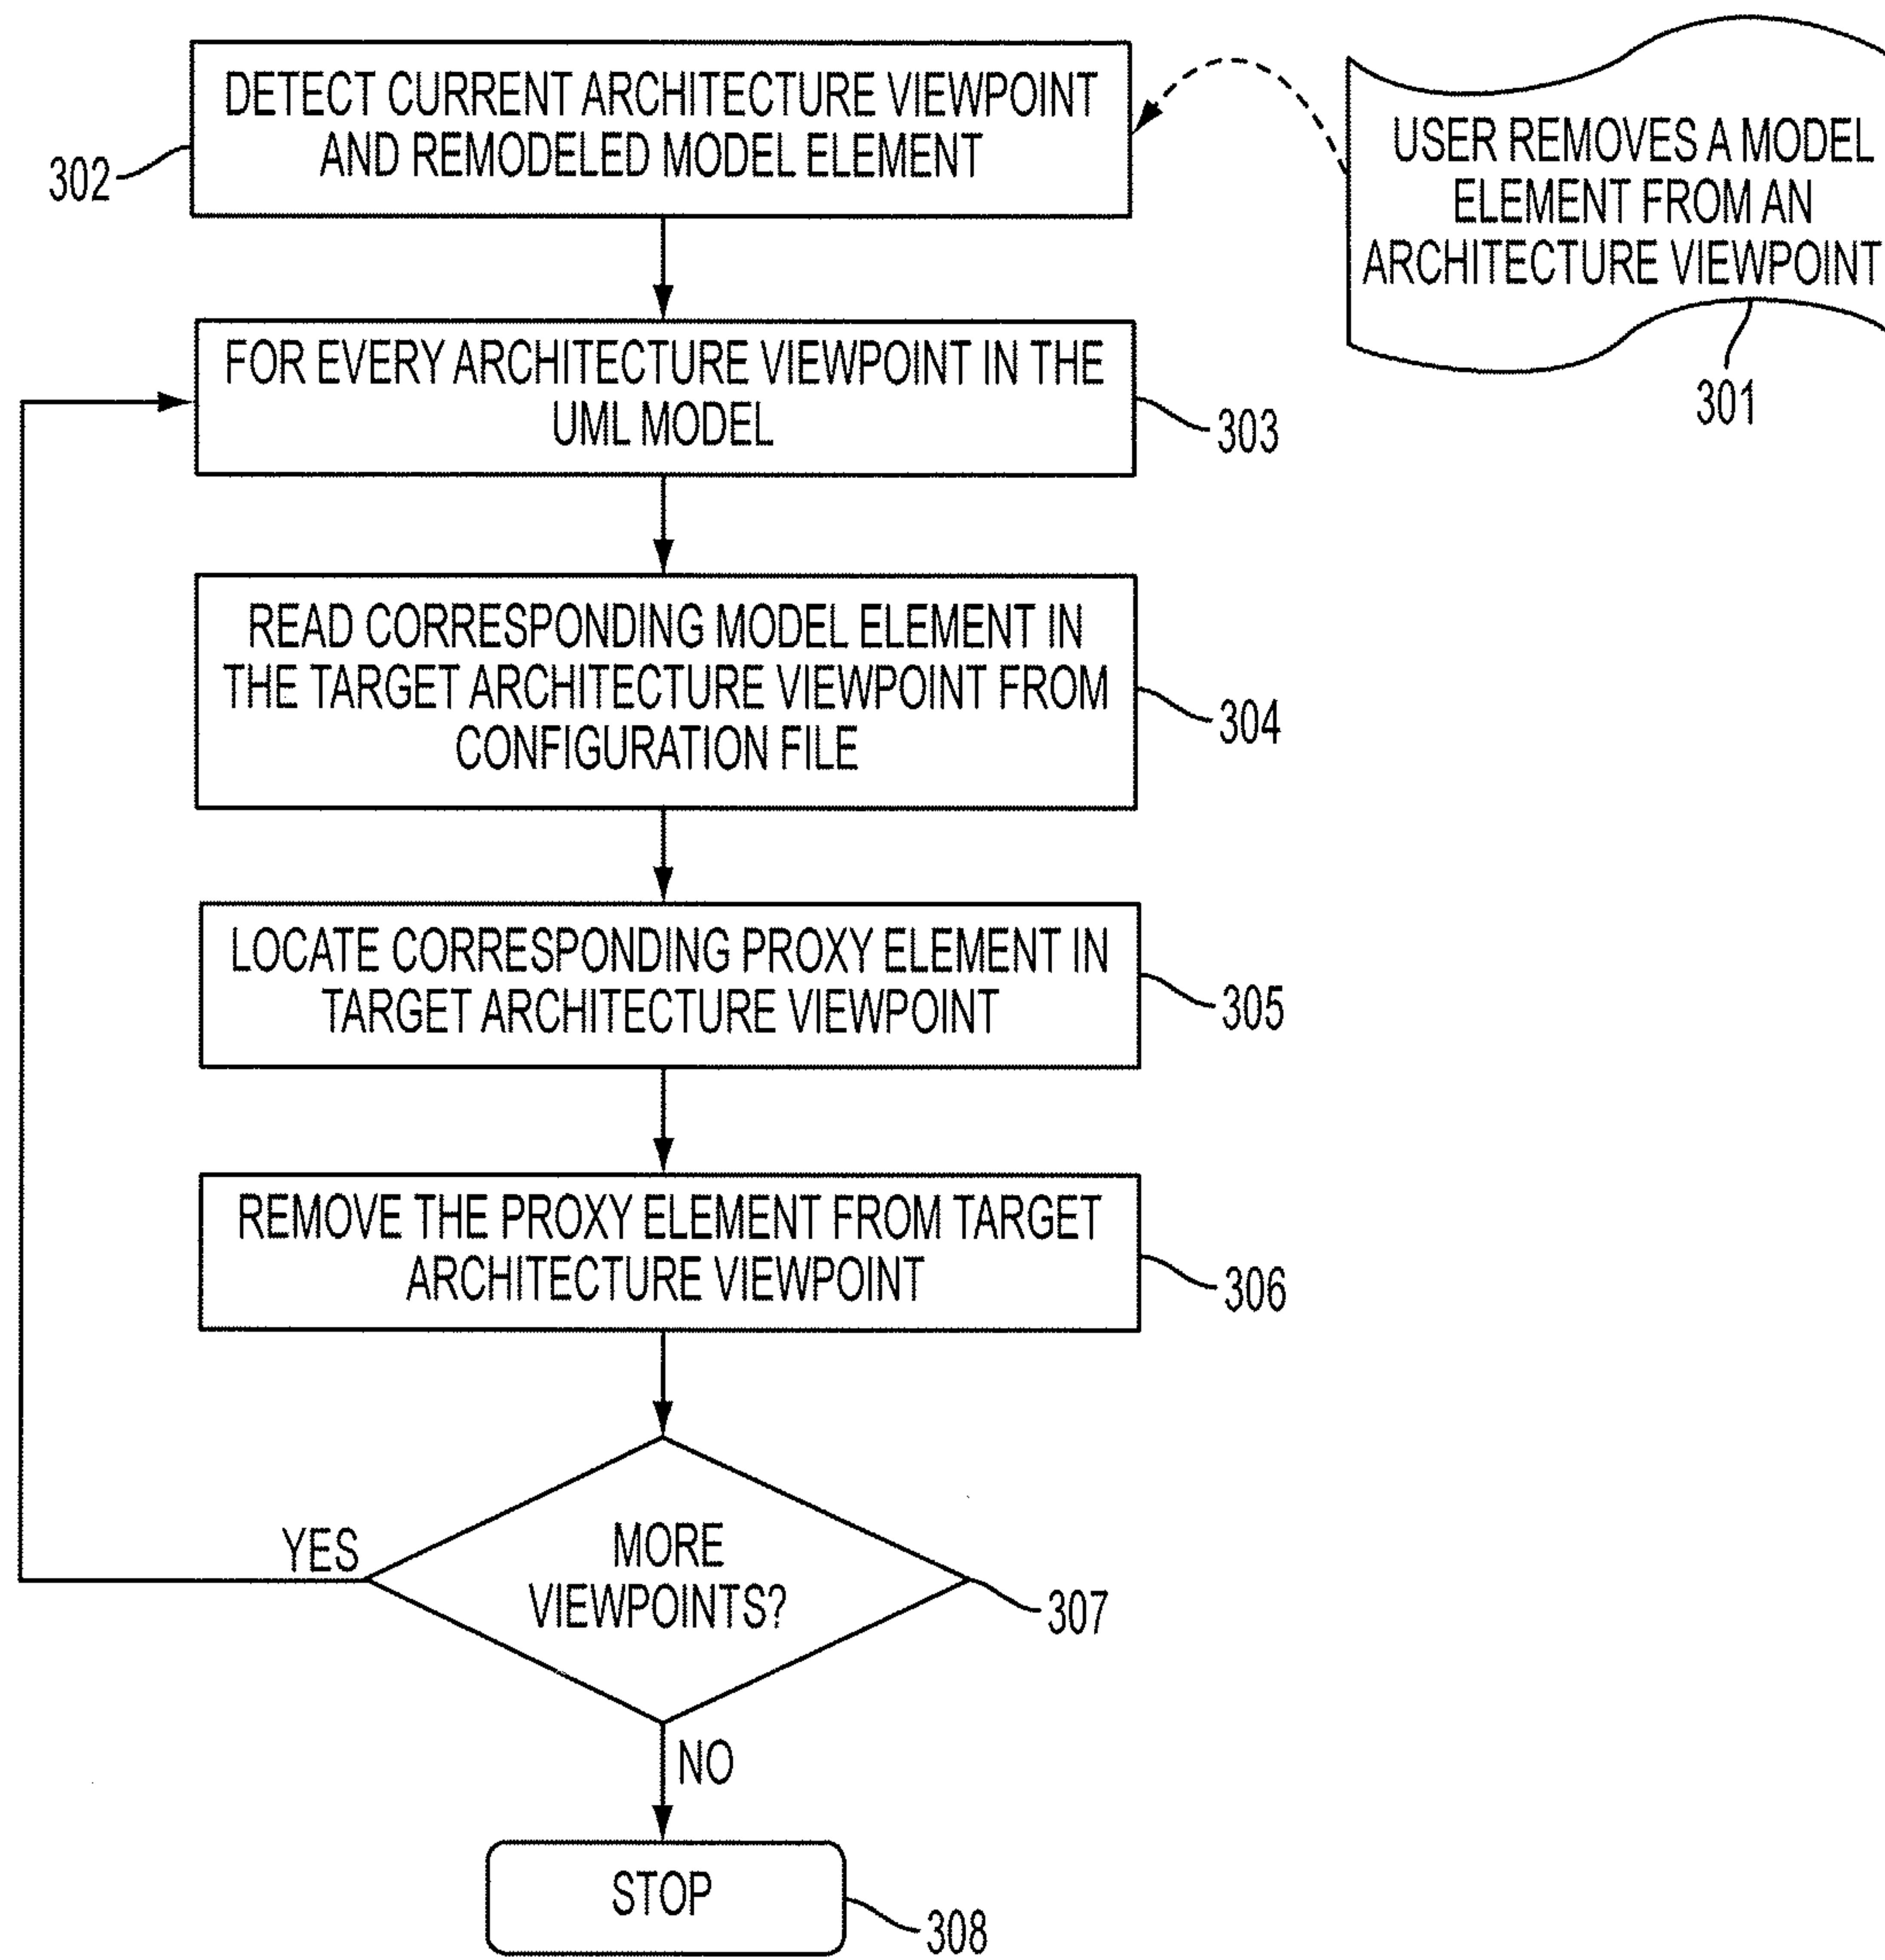 DETECT CURRENT ARCHITECTURE VIEWPOINT
AND REMODELED MODEL ELEMENT
302
USER REMOVES A MODEL
ELEMENT FROM AN
ARCHITECTURE VIEWPOINT
301
FOR EVERY ARCHITECTURE VIEWPOINT IN THE
UML MODEL
303
READ CORRESPONDING MODEL ELEMENT IN
THE TARGET ARCHITECTURE VIEWPOINT FROM
CONFIGURATION FILE
304
LOCATE CORRESPONDING PROXY ELEMENT IN
TARGET ARCHITECTURE VIEWPOINT
305
REMOVE THE PROXY ELEMENT FROM TARGET
ARCHITECTURE VIEWPOINT
306
YES
MORE
VIEWPOINTS?
307
NO
STOP
308